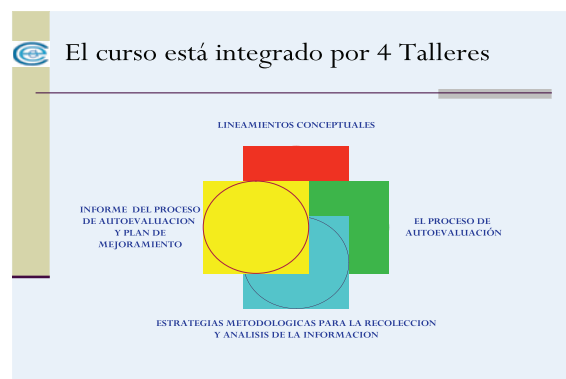 El curso está integrado por 4 Talleres
LINEAMIENTOS CONCEPTUALES
INFORME DEL PROCESO
DE AUTOEVALUACION
Y PLAN DE
MEJORAMIENTO
EL PROCESO DE
AUTOEVALUACIÓN
ESTRATEGIAS METODOLOGICAS PARA LA RECOLECCION
Y ANALISIS DE LA INFORMACION